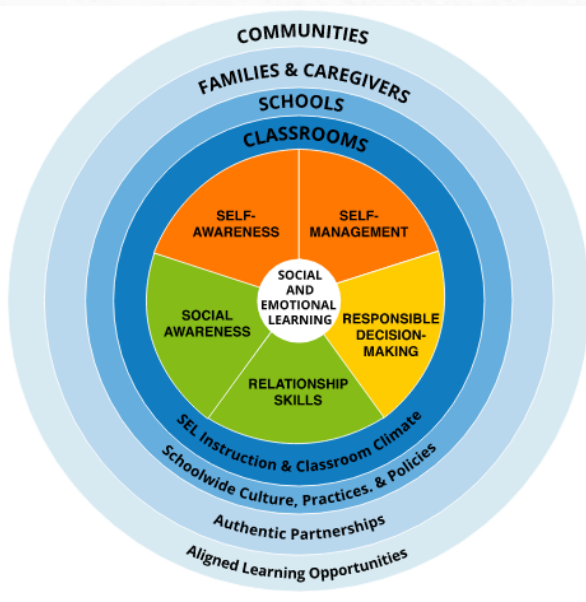 COMMUNITIES
FAMILIES & CAREGIVERS
SCHOOLS
CLASSROOMS
SELF-
AWARENESS
SELF-
MANAGEMENT
SOCIAL
AND
EMOTIONAL
LEARNING
SOCIAL
AWARENESS
RESPONSIBLE
DECISION-
MAKING
RELATIONSHIP
SKILLS
SEL Instruction & Classroom Climate
Schoolwide Culture, Practices. & Policies
Authentic Partnerships
Aligned Learning Opportunities